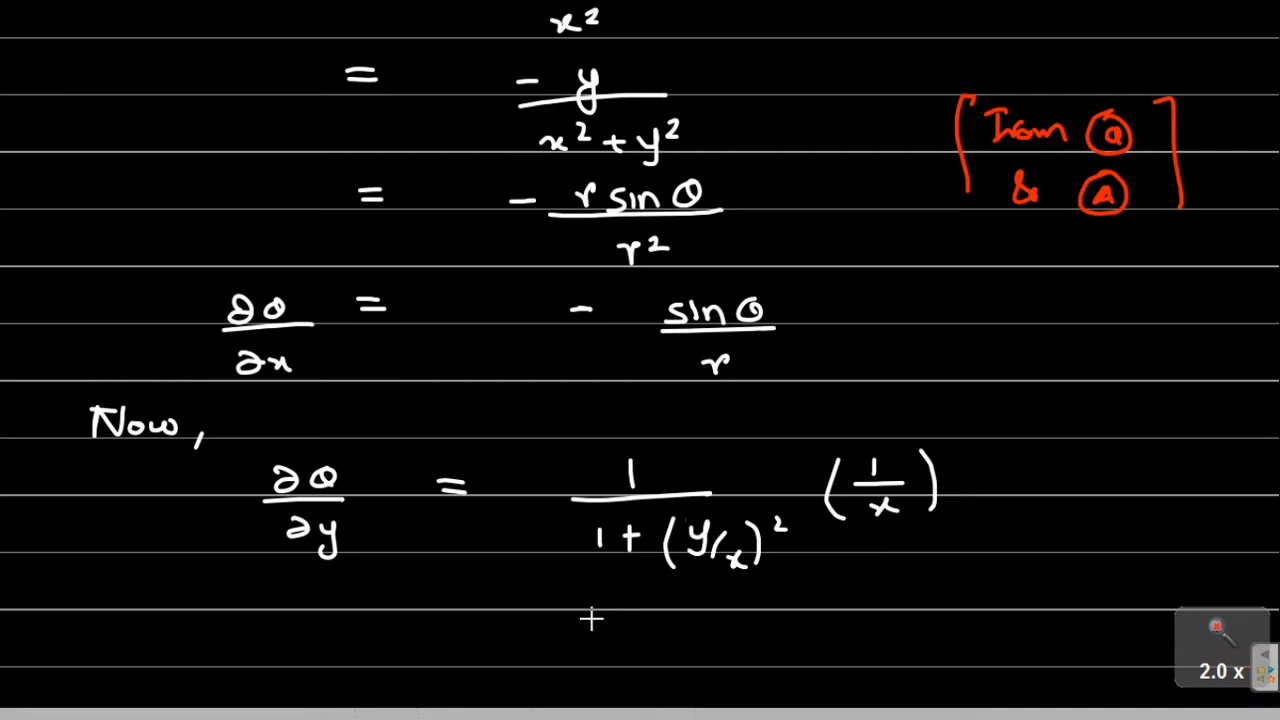 x²
= - y / x² + y² [From ⓐ
= - r sin θ / r² & Ⓐ]
∂θ/∂x = - sin θ / r
Now,
∂θ/∂y = 1 / 1 + (y/x)² (1/x)
2.0 x